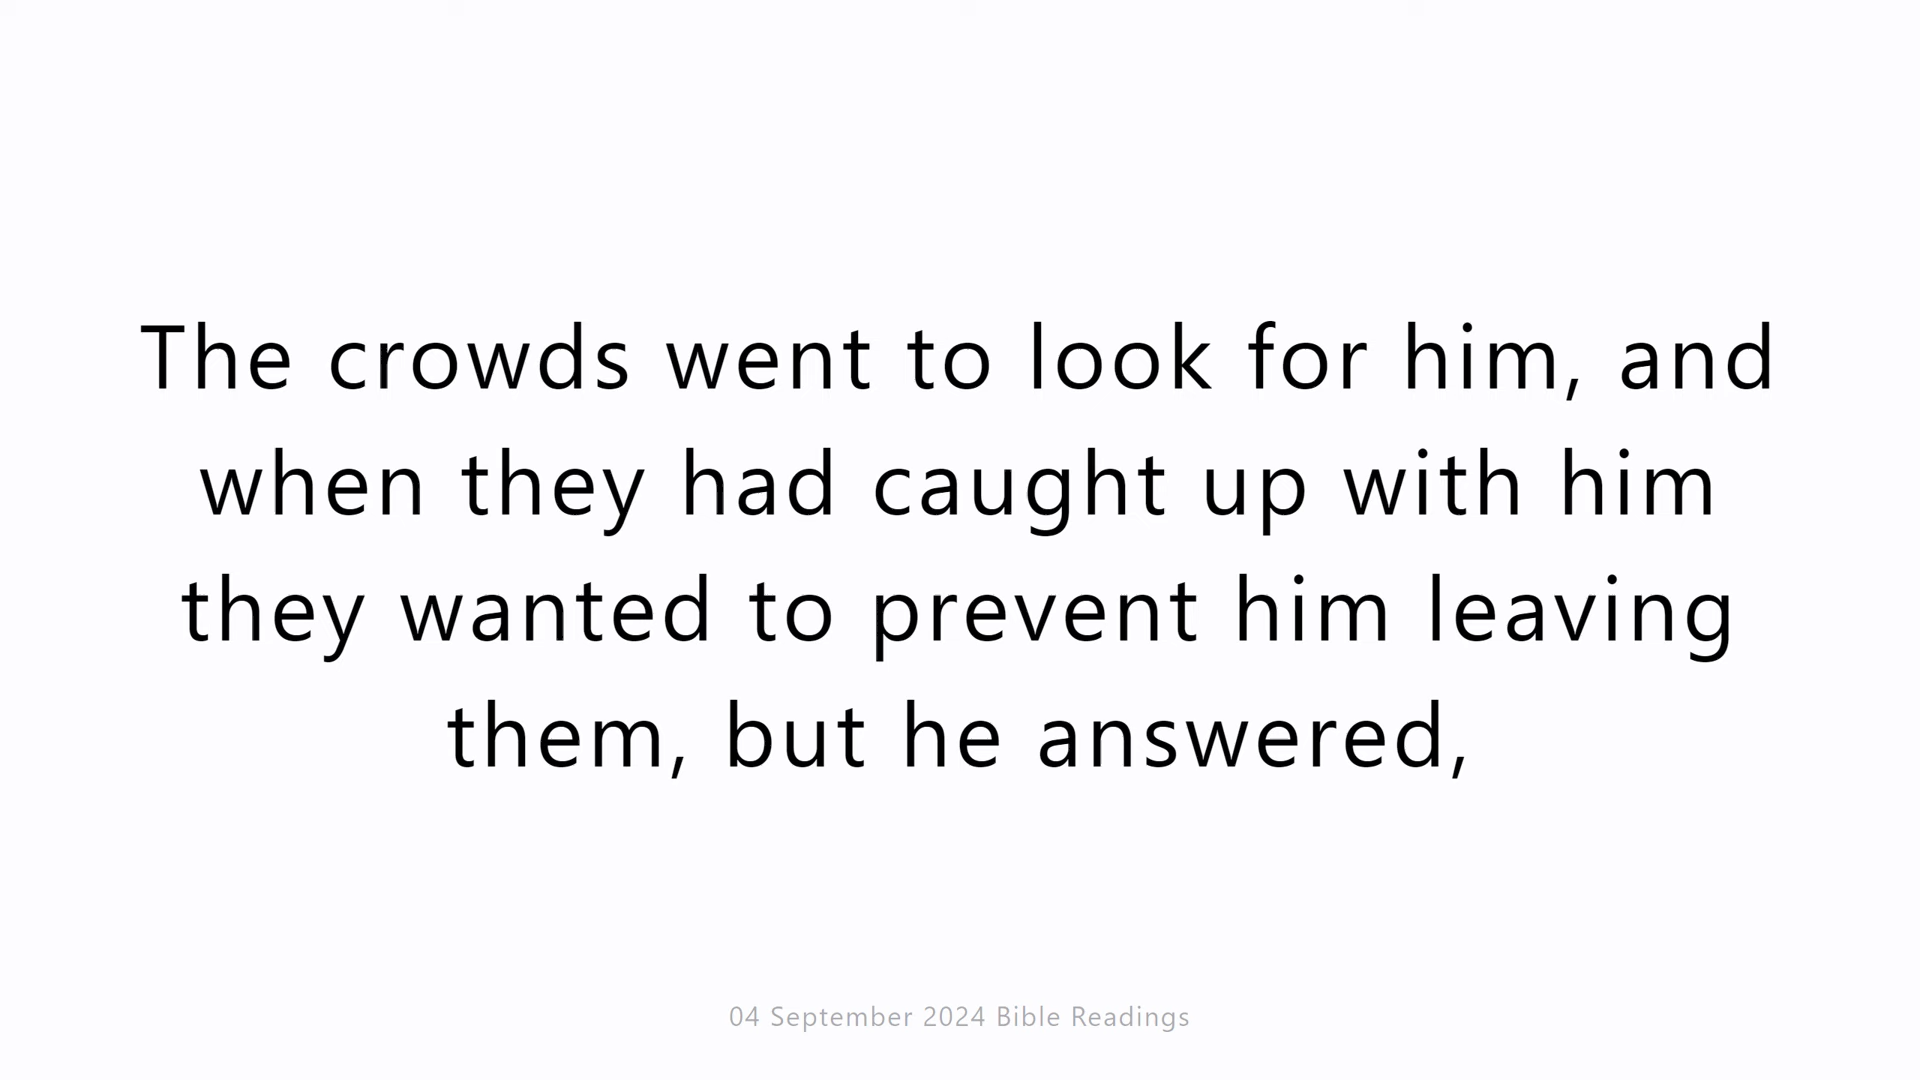 The crowds went to look for him, and
when they had caught up with him
they wanted to prevent him leaving
them, but he answered,
04 September 2024 Bible Readings